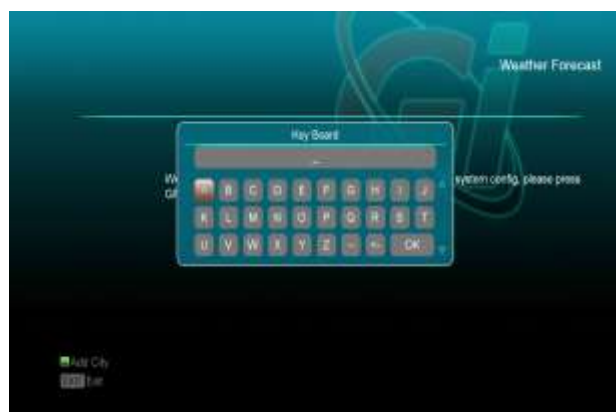 Weather Forecast
Key Board
system config, please press
A B C D E F G H I J
K L M N O P Q R S T
U V W X Y Z OK
Add City
EXIT